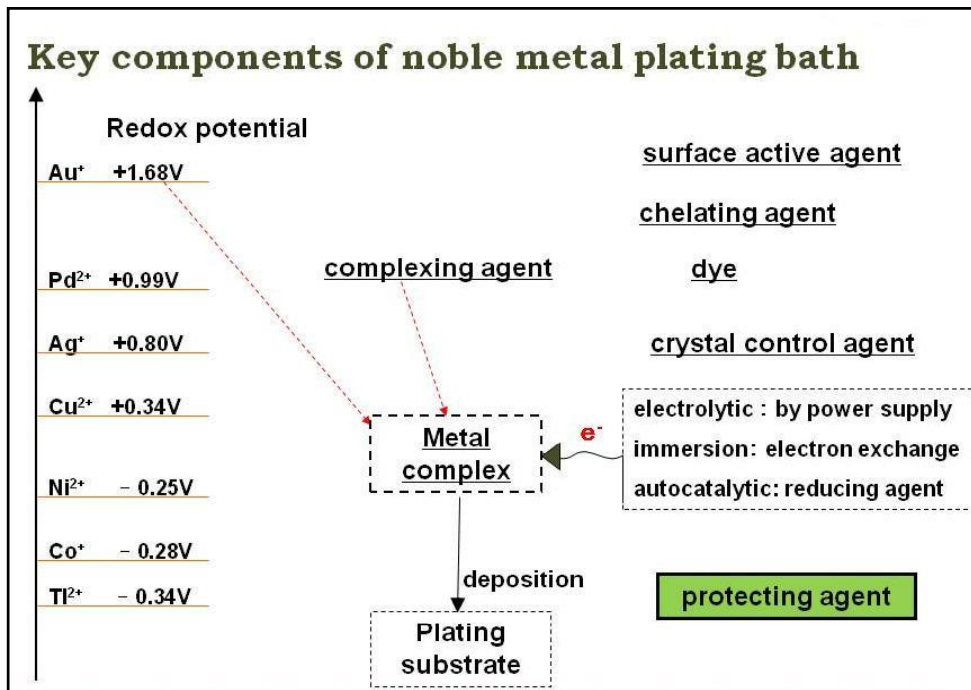 Key components of noble metal plating bath
Redox potential
Au⁺ +1.68V
Pd²⁺ +0.99V
Ag⁺ +0.80V
Cu²⁺ +0.34V
Ni²⁺ − 0.25V
Co⁺ − 0.28V
Tl²⁺ − 0.34V
complexing agent
Metal
complex
deposition
Plating
substrate
surface active agent
chelating agent
dye
crystal control agent
e⁻
electrolytic : by power supply
immersion: electron exchange
autocatalytic: reducing agent
protecting agent